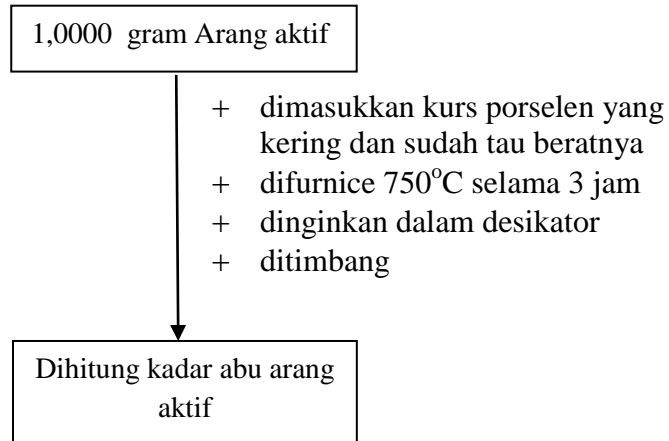 1,0000 gram Arang aktif
+ dimasukkan kurs porselen yang
kering dan sudah tau beratnya
+ difurnice 750°C selama 3 jam
+ dinginkan dalam desikator
+ ditimbang
Dihitung kadar abu arang
aktif